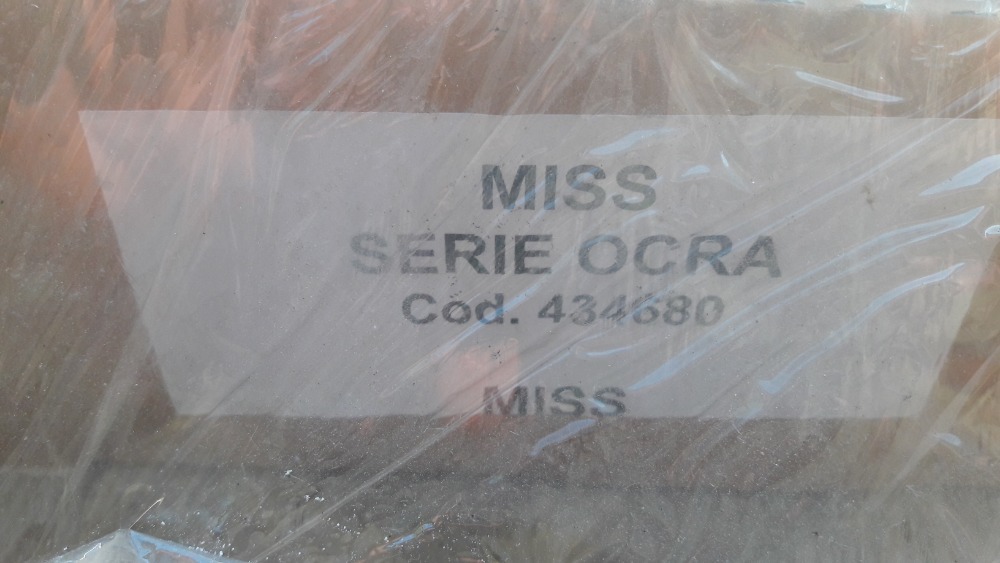 MISS
SERIE OCRA
Cod. 434680
MISS